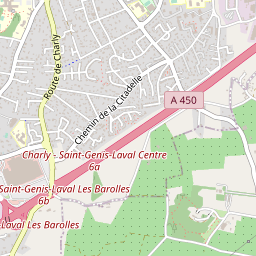 Route de Charly
Chemin de la Citadelle
A 450
Charly - Saint-Genis-Laval Centre
6a
Saint-Genis-Laval Les Barolles
6b
Laval Les Barolles